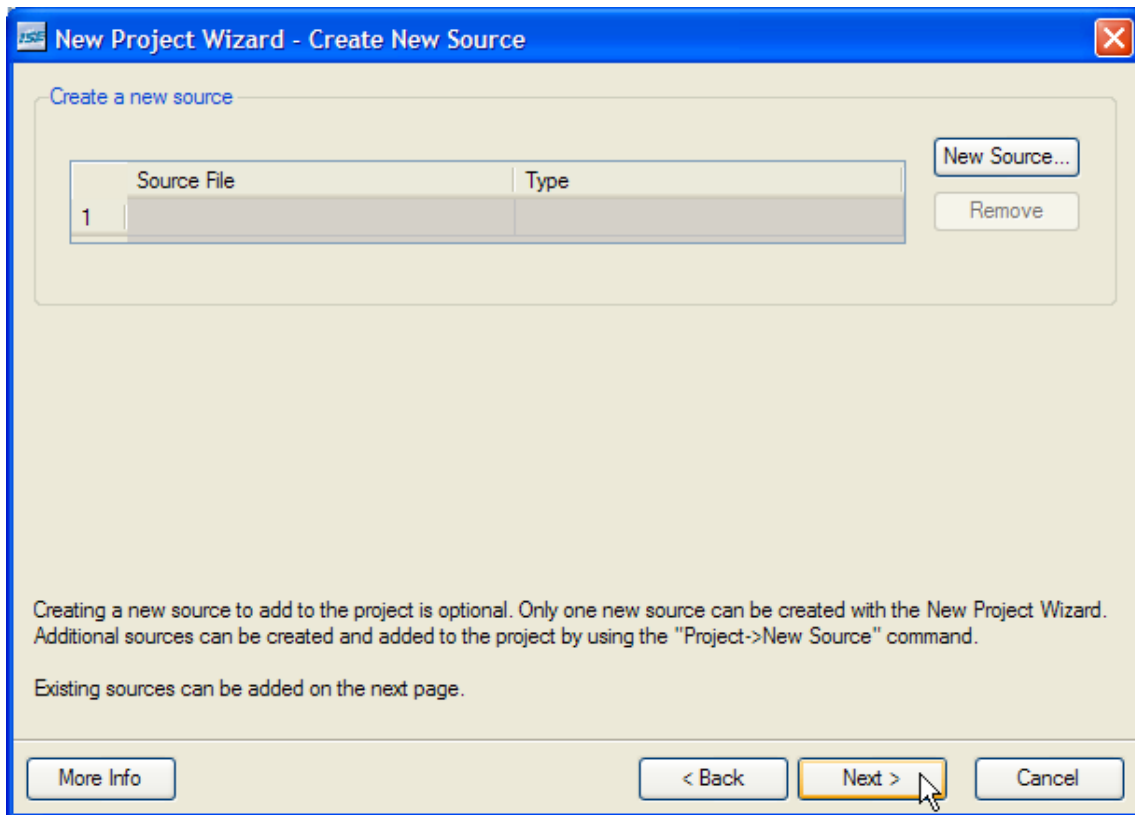 ISE New Project Wizard - Create New Source
Create a new source
New Source...
Source File Type
1
Remove
Creating a new source to add to the project is optional. Only one new source can be created with the New Project Wizard.
Additional sources can be created and added to the project by using the "Project->New Source" command.
Existing sources can be added on the next page.
More Info < Back Next > Cancel